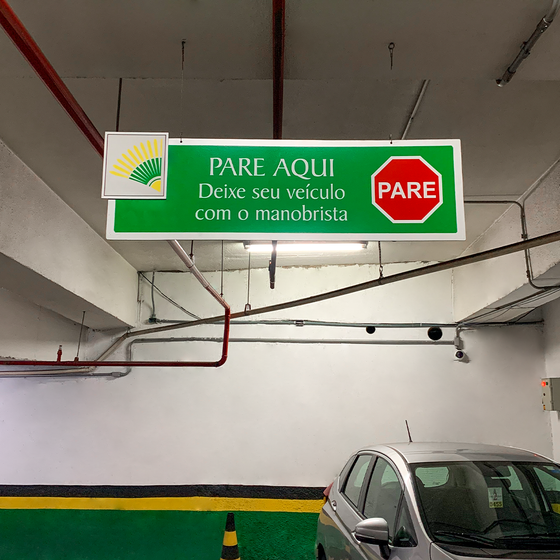 PARE AQUI
Deixe seu veículo
com o manobrista
PARE